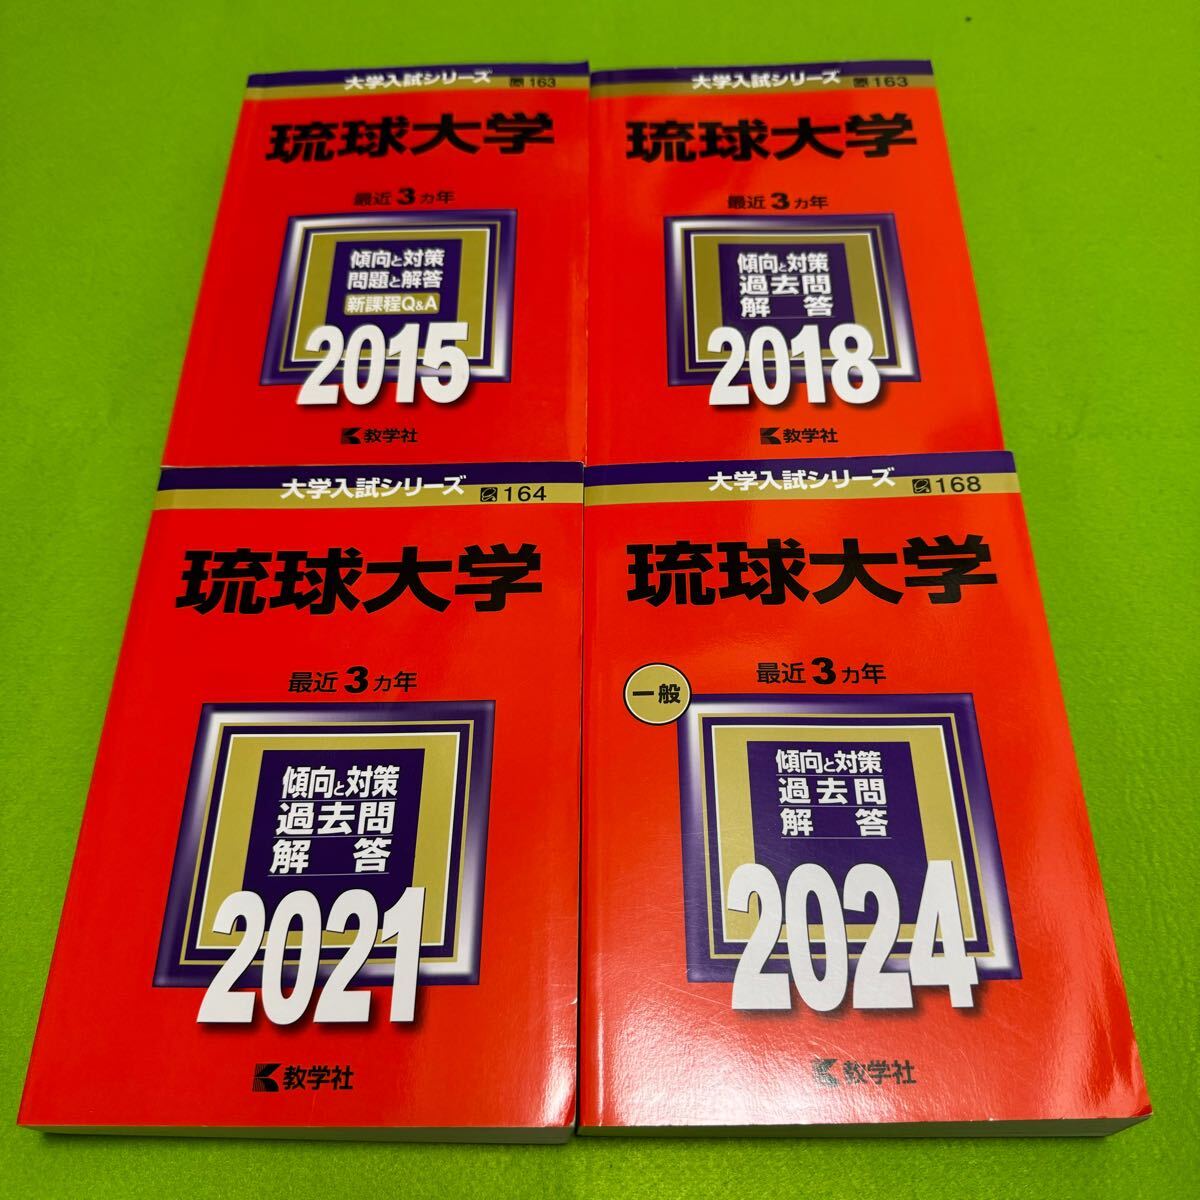 大学入試シリーズ
163
琉球大学
最近3カ年
傾向と対策
問題と解答
新課程Q&A
2015
教学社
大学入試シリーズ
163
琉球大学
最近3カ年
傾向と対策
過去問
解答
2018
教学社
大学入試シリーズ
164
琉球大学
最近3カ年
傾向と対策
過去問
解答
2021
教学社
大学入試シリーズ
168
琉球大学
最近3カ年
一般
傾向と対策
過去問
解答
2024
教学社